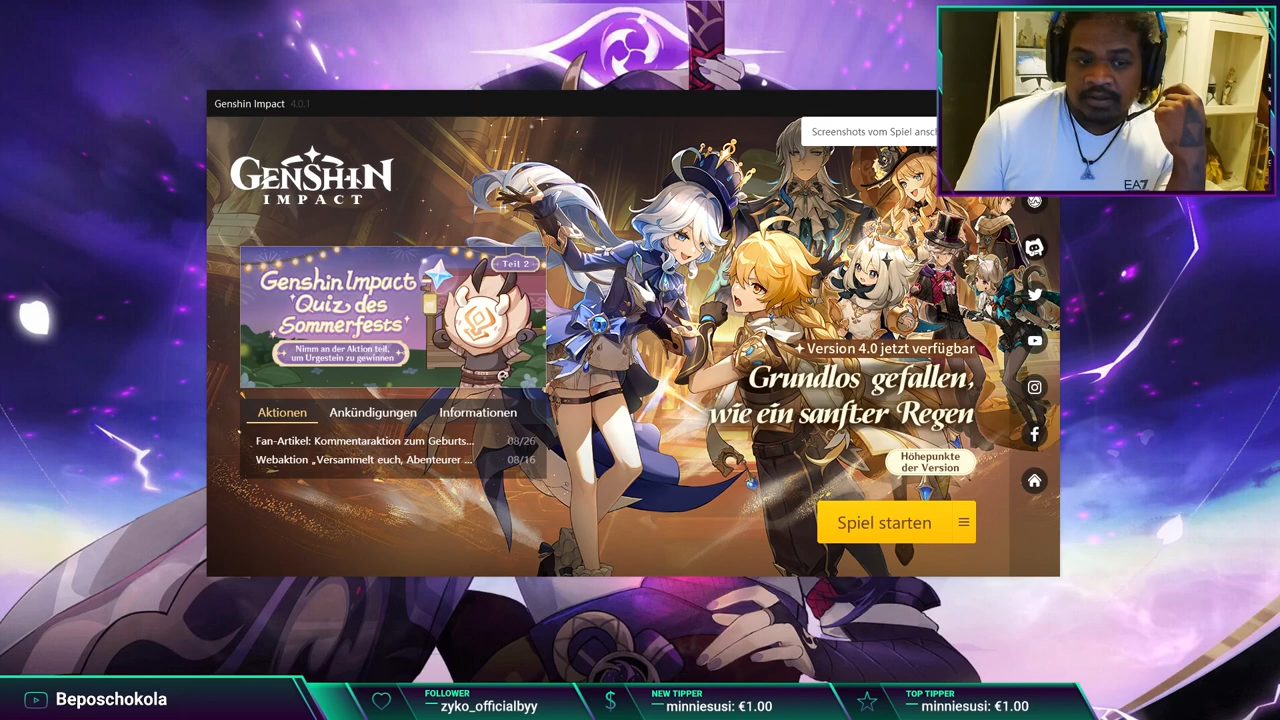 Genshin Impact 4.0.1
Screenshots vom Spiel ansch
GENSHIN
IMPACT
Teil 2
Genshin Impact
Quiz des
Sommerfests
Nimm an der Aktion teil,
um Urgestein zu gewinnen
Aktionen Ankündigungen Informationen
Fan-Artikel: Kommentaraktion zum Geburts... 08/26
Webaktion „Versammelt euch, Abenteurer ... 08/16
Version 4.0 jetzt verfügbar
Grundlos gefallen,
wie ein sanfter Regen
Höhepunkte
der Version
Spiel starten
EA7
Beposchokola
FOLLOWER
zyko_officialbyy
NEW TIPPER
minniesusi: €1.00
TOP TIPPER
minniesusi: €1.00